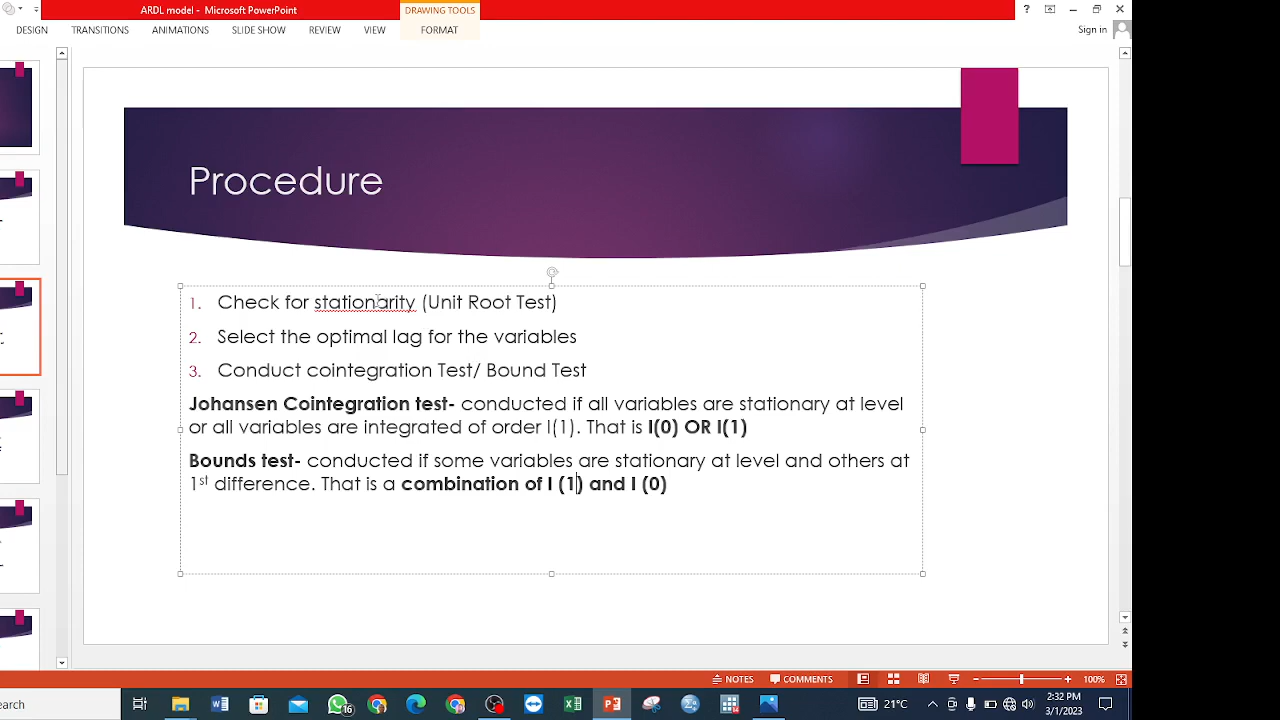 ARDL model - Microsoft PowerPoint
DRAWING TOOLS
?
DESIGN TRANSITIONS ANIMATIONS SLIDE SHOW REVIEW VIEW FORMAT
Sign in
Procedure
1. Check for stationarity (Unit Root Test)
2. Select the optimal lag for the variables
3. Conduct cointegration Test/ Bound Test
Johansen Cointegration test- conducted if all variables are stationary at level
or all variables are integrated of order I(1). That is I(0) OR I(1)
Bounds test- conducted if some variables are stationary at level and others at
1st difference. That is a combination of I (1) and I (0)
NOTES COMMENTS 100%
earch
16
21°C
2:32 PM
3/1/2023